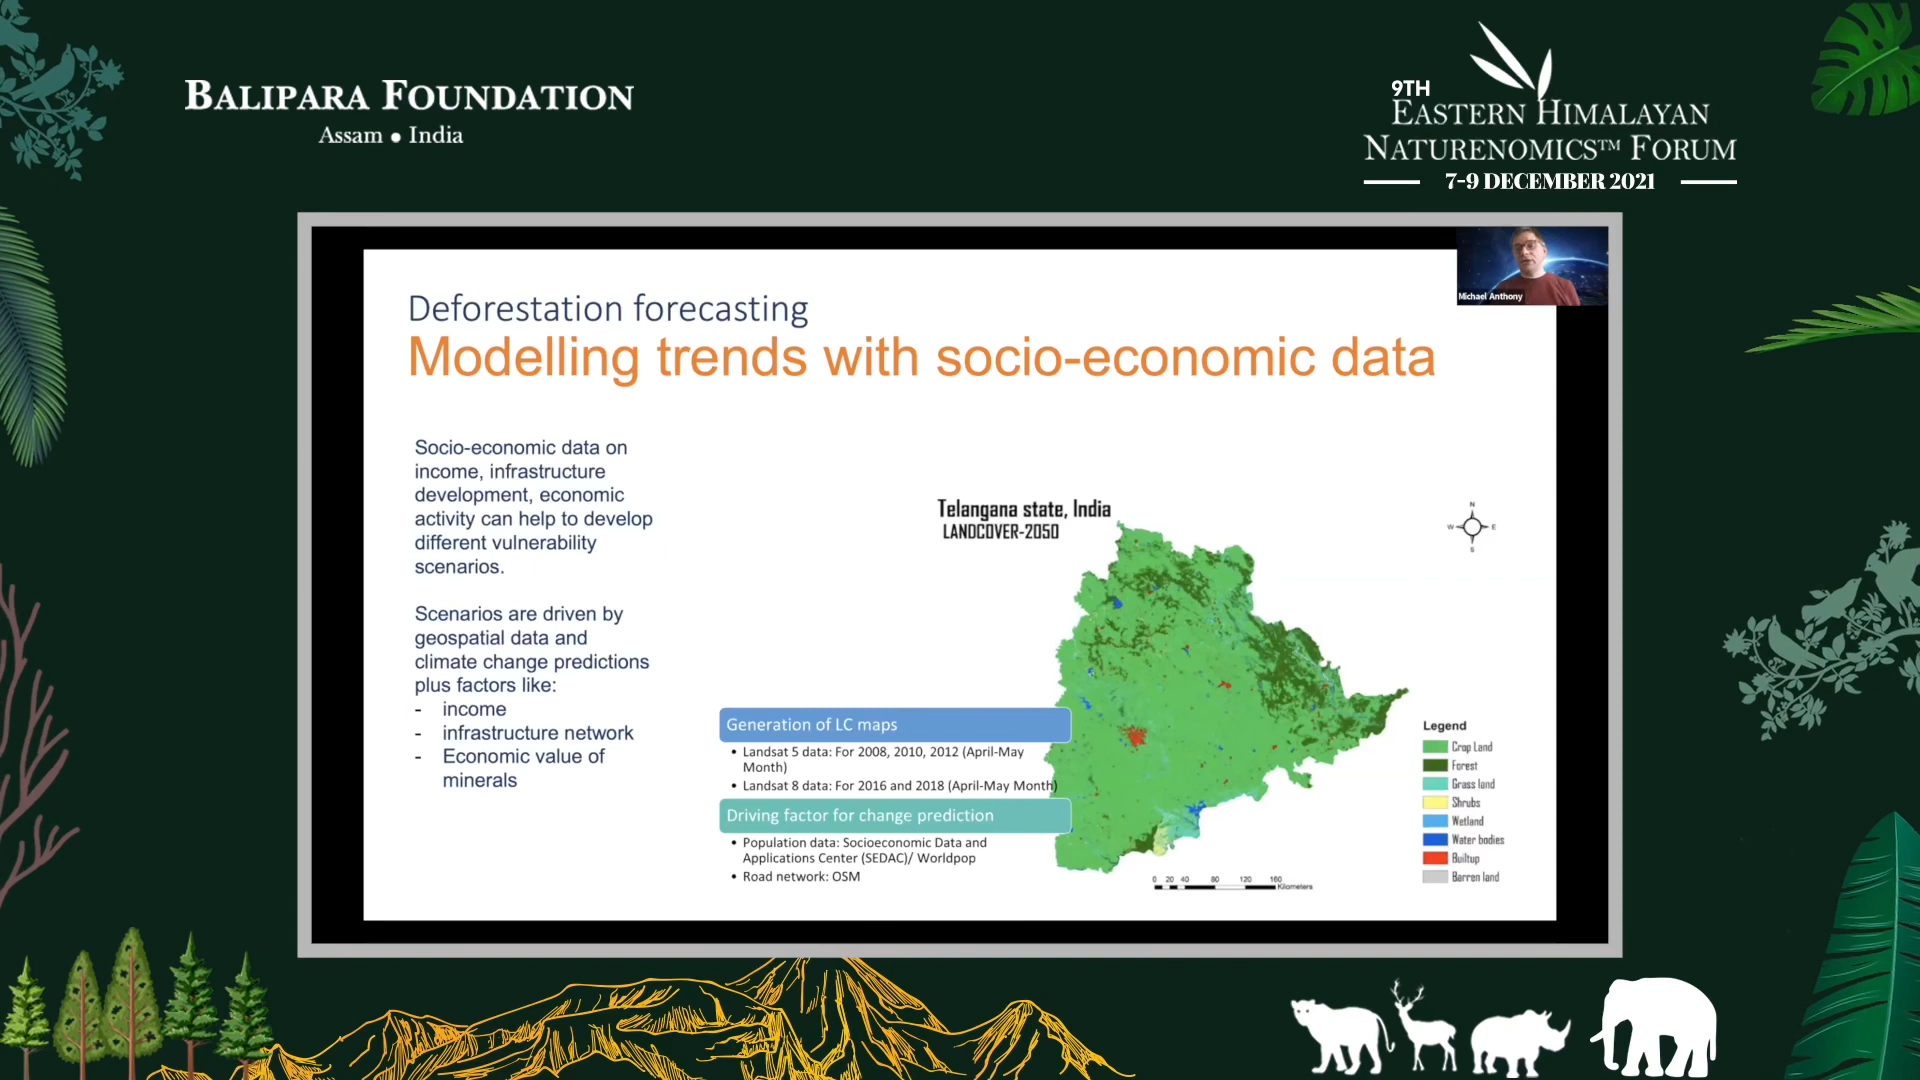 BALIPARA FOUNDATION
Assam • India
9TH
EASTERN HIMALAYAN
NATURENOMICS™ FORUM
7-9 DECEMBER 2021
Michael Anthony
Deforestation forecasting
Modelling trends with socio-economic data
Socio-economic data on
income, infrastructure
development, economic
activity can help to develop
different vulnerability
scenarios.
Scenarios are driven by
geospatial data and
climate change predictions
plus factors like:
- income
- infrastructure network
- Economic value of
minerals
Generation of LC maps
• Landsat 5 data: For 2008, 2010, 2012 (April-May
Month)
• Landsat 8 data: For 2016 and 2018 (April-May Month)
Driving factor for change prediction
• Population data: Socioeconomic Data and
Applications Center (SEDAC)/ Worldpop
• Road network: OSM
Telangana state, India
LANDCOVER-2050
N
W E
S
Legend
Crop Land
Forest
Grass land
Shrubs
Wetland
Water bodies
Builtup
Barren land
0 20 40 80 120 160
Kilometers